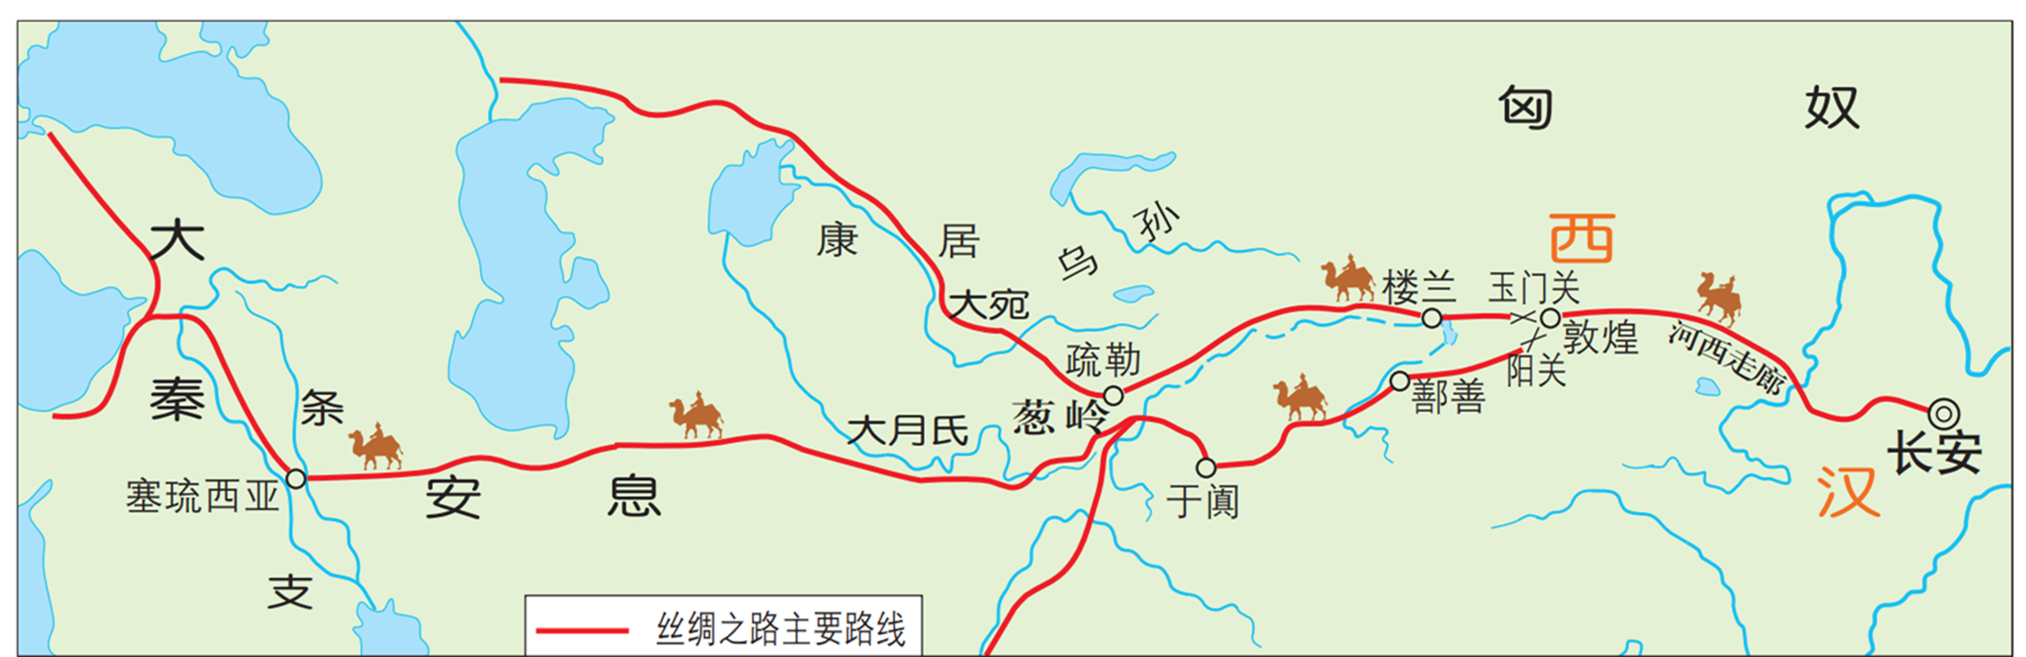 匈奴
西汉
大秦
康居
乌孙
大宛
楼兰
玉门关
敦煌
河西走廊
疏勒
阳关
鄯善
葱岭
大月氏
条支
长安
塞琉西亚
安息
于阗
丝绸之路主要路线